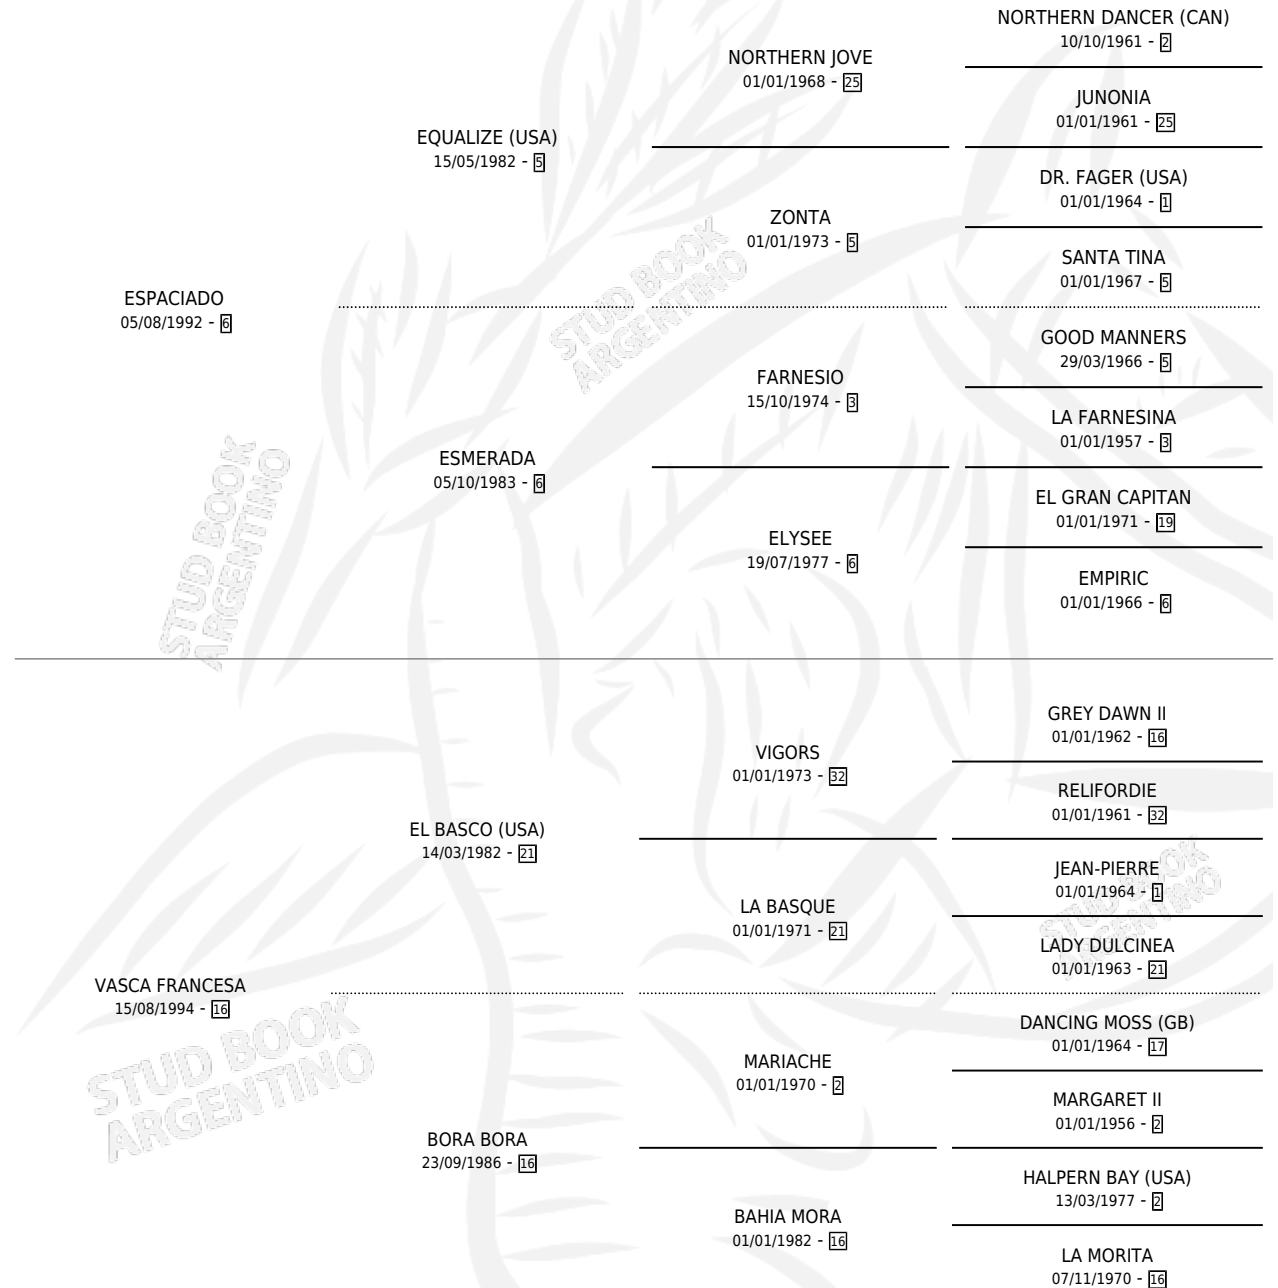 NORTHERN DANCER (CAN)
10/10/1961 - 2
NORTHERN JOVE
01/01/1968 - 25
JUNONIA
01/01/1961 - 25
EQUALIZE (USA)
15/05/1982 - 5
DR. FAGER (USA)
01/01/1964 - 1
ZONTA
01/01/1973 - 5
SANTA TINA
01/01/1967 - 5
ESPACIADO
05/08/1992 - 6
GOOD MANNERS
29/03/1966 - 5
FARNESIO
15/10/1974 - 3
LA FARNESINA
01/01/1957 - 3
ESMERADA
05/10/1983 - 6
EL GRAN CAPITAN
01/01/1971 - 19
ELYSEE
19/07/1977 - 6
EMPIRIC
01/01/1966 - 6
GREY DAWN II
01/01/1962 - 16
VIGORS
01/01/1973 - 32
RELIFORDIE
01/01/1961 - 32
EL BASCO (USA)
14/03/1982 - 21
JEAN-PIERRE
01/01/1964 - 1
LA BASQUE
01/01/1971 - 21
LADY DULCINEA
01/01/1963 - 21
VASCA FRANCESA
15/08/1994 - 16
DANCING MOSS (GB)
01/01/1964 - 17
MARIACHE
01/01/1970 - 2
MARGARET II
01/01/1956 - 2
BORA BORA
23/09/1986 - 16
HALPERN BAY (USA)
13/03/1977 - 2
BAHIA MORA
01/01/1982 - 16
LA MORITA
07/11/1970 - 16
STUD BOOK
ARGENTINO
STUD BOOK
ARGENTINO
STUD BOOK
ARGENTINO
STUD BOOK
ARGENTINO